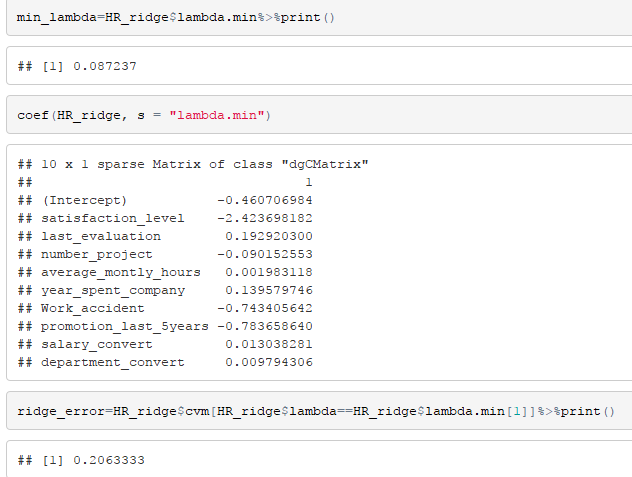 min_lambda=HR_ridge$lambda.min%>%print()
## [1] 0.087237
coef(HR_ridge, s = "lambda.min")
## 10 x 1 sparse Matrix of class "dgCMatrix"
##                                 1
## (Intercept)          -0.460706984
## satisfaction_level   -2.423698182
## last_evaluation       0.192920300
## number_project       -0.090152553
## average_montly_hours  0.001983118
## year_spent_company    0.139579746
## Work_accident        -0.743405642
## promotion_last_5years -0.783658640
## salary_convert        0.013038281
## department_convert    0.009794306
ridge_error=HR_ridge$cvm[HR_ridge$lambda==HR_ridge$lambda.min[1]]%>%print()
## [1] 0.2063333